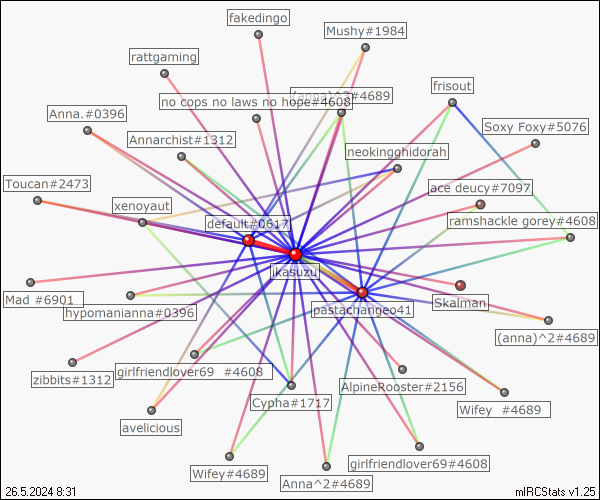 fakedingo
Mushy#1984
rattgaming
frisout
no cops no laws no hope#4608
(anna)^2#4689
Anna.#0396
Soxy Foxy#5076
Annarchist#1312
neokingghidorah
Toucan#2473
ace deucy#7097
xenoyaut
default#0617
ramshackle gorey#4608
ikasuzu
Mad #6901
hypomanianna#0396
pastachangeo41
Skalman
(anna)^2#4689
zibbits#1312
girlfriendlover69 #4608
AlpineRooster#2156
Cypha#1717
Wifey #4689
avelicious
girlfriendlover69#4608
Wifey#4689
Anna^2#4689
26.5.2024 8:31
mIRCStats v1.25